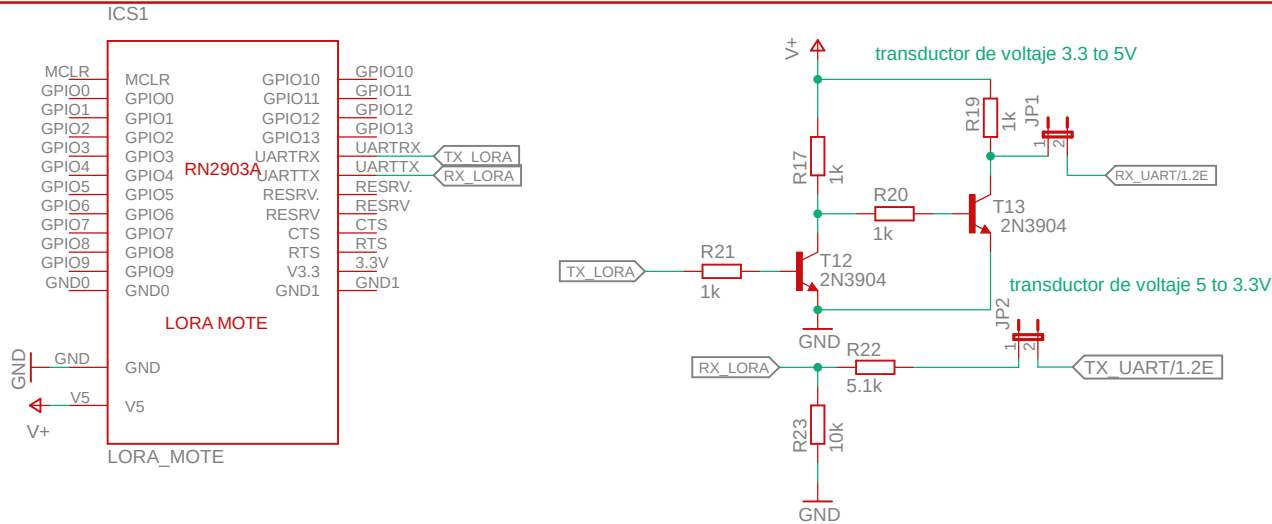 ICS1
MCLR MCLR GPIO10 GPIO10
GPIO0 GPIO0 GPIO11 GPIO11
GPIO1 GPIO1 GPIO12 GPIO12
GPIO2 GPIO2 GPIO13 GPIO13
GPIO3 GPIO3 UARTRX UARTRX TX_LORA
GPIO4 GPIO4 RN2903A UARTTX UARTTX RX_LORA
GPIO5 GPIO5 RESRV. RESRV.
GPIO6 GPIO6 RESRV RESRV
GPIO7 GPIO7 CTS CTS
GPIO8 GPIO8 RTS RTS
GPIO9 GPIO9 V3.3 3.3V
GND0 GND0 GND1 GND1
LORA MOTE
GND GND GND
V5 V5
V+
LORA_MOTE
V+
transductor de voltaje 3.3 to 5V
R19
1k
JP1
1
2
R17
1k
RX_UART/1.2E
R20
1k
T13
2N3904
R21
1k
TX_LORA
T12
2N3904
GND
transductor de voltaje 5 to 3.3V
JP2
1
2
RX_LORA
R22
5.1k
TX_UART/1.2E
R23
10k
GND